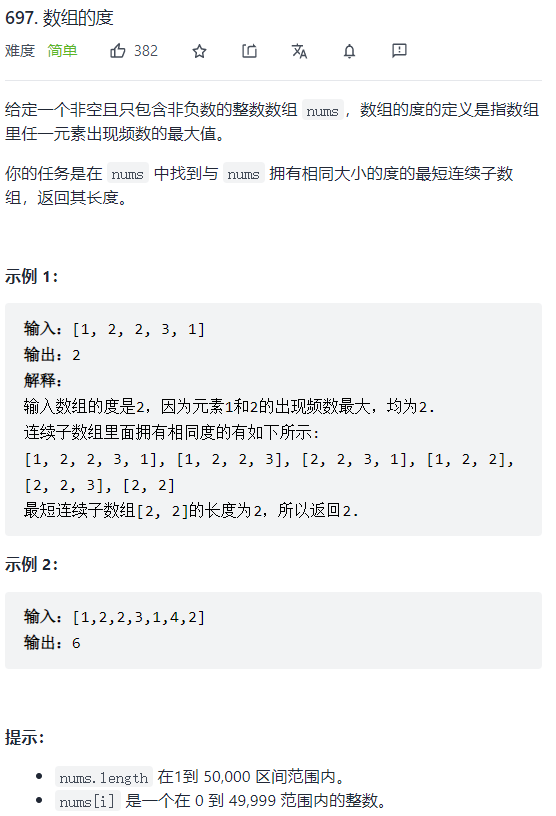 697. 数组的度
难度 简单 382
给定一个非空且只包含非负数的整数数组 nums，数组的度的定义是指数组
里任一元素出现频数的最大值。
你的任务是在 nums 中找到与 nums 拥有相同大小的度的最短连续子数
组，返回其长度。
示例 1：
输入：[1, 2, 2, 3, 1]
输出：2
解释：
输入数组的度是2，因为元素1和2的出现频数最大，均为2.
连续子数组里面拥有相同度的有如下所示:
[1, 2, 2, 3, 1], [1, 2, 2, 3], [2, 2, 3, 1], [1, 2, 2],
[2, 2, 3], [2, 2]
最短连续子数组[2, 2]的长度为2，所以返回2.
示例 2：
输入：[1,2,2,3,1,4,2]
输出：6
提示：
• nums.length 在1到 50,000 区间范围内。
• nums[i] 是一个在 0 到 49,999 范围内的整数。